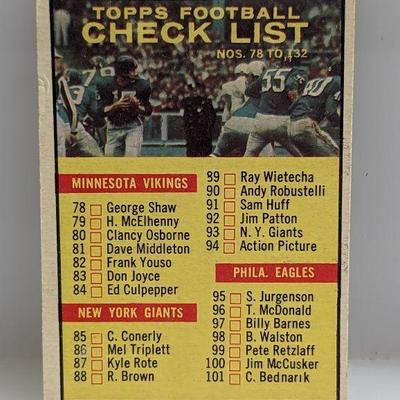 TOPPS FOOTBALL
CHECK LIST
NOS. 78 TO 132
MINNESOTA VIKINGS
78 George Shaw
79 H. McElhenny
80 Clancy Osborne
81 Dave Middleton
82 Frank Youso
83 Don Joyce
84 Ed Culpepper
NEW YORK GIANTS
85 C. Conerly
86 Mel Triplett
87 Kyle Rote
88 R. Brown
89 Ray Wietecha
90 Andy Robustelli
91 Sam Huff
92 Jim Patton
93 N. Y. Giants
94 Action Picture
PHILA. EAGLES
95 S. Jurgenson
96 T. McDonald
97 Billy Barnes
98 B. Walston
99 Pete Retzlaff
100 Jim McCusker
101 C. Bednarik